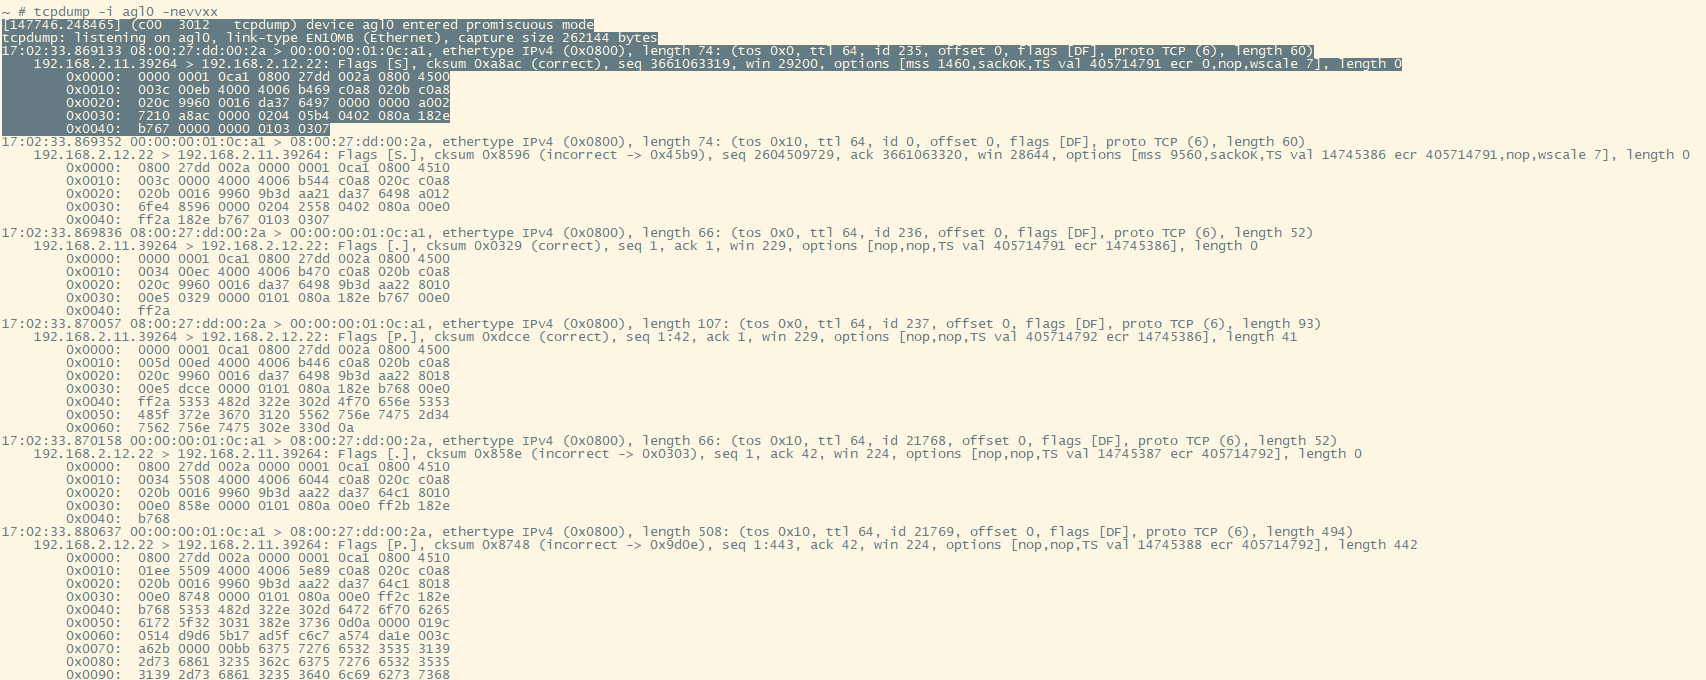 ~ # tcpdump -i agl0 -nevvxx
[147746.248465] (c00  3012   tcpdump) device agl0 entered promiscuous mode
tcpdump: listening on agl0, link-type EN10MB (Ethernet), capture size 262144 bytes
17:02:33.869133 08:00:27:dd:00:2a > 00:00:00:01:0c:a1, ethertype IPv4 (0x0800), length 74: (tos 0x0, ttl 64, id 235, offset 0, flags [DF], proto TCP (6), length 60)
    192.168.2.11.39264 > 192.168.2.12.22: Flags [S], cksum 0xa8ac (correct), seq 3661063319, win 29200, options [mss 1460,sackOK,TS val 405714791 ecr 0,nop,wscale 7], length 0
        0x0000:  0000 0001 0ca1 0800 27dd 002a 0800 4500
        0x0010:  003c 00eb 4000 4006 b469 c0a8 020b c0a8
        0x0020:  020c 9960 0016 da37 6497 0000 0000 a002
        0x0030:  7210 a8ac 0000 0204 05b4 0402 080a 182e
        0x0040:  b767 0000 0000 0103 0307
17:02:33.869352 00:00:00:01:0c:a1 > 08:00:27:dd:00:2a, ethertype IPv4 (0x0800), length 74: (tos 0x10, ttl 64, id 0, offset 0, flags [DF], proto TCP (6), length 60)
    192.168.2.12.22 > 192.168.2.11.39264: Flags [S.], cksum 0x8596 (incorrect -> 0x45b9), seq 2604509729, ack 3661063320, win 28644, options [mss 9560,sackOK,TS val 14745386 ecr 405714791,nop,wscale 7], length 0
        0x0000:  0800 27dd 002a 0000 0001 0ca1 0800 4510
        0x0010:  003c 0000 4000 4006 b544 c0a8 020c c0a8
        0x0020:  020b 0016 9960 9b3d aa21 da37 6498 a012
        0x0030:  6fe4 8596 0000 0204 2558 0402 080a 00e0
        0x0040:  ff2a 182e b767 0103 0307
17:02:33.869836 08:00:27:dd:00:2a > 00:00:00:01:0c:a1, ethertype IPv4 (0x0800), length 66: (tos 0x0, ttl 64, id 236, offset 0, flags [DF], proto TCP (6), length 52)
    192.168.2.11.39264 > 192.168.2.12.22: Flags [.], cksum 0x0329 (correct), seq 1, ack 1, win 229, options [nop,nop,TS val 405714791 ecr 14745386], length 0
        0x0000:  0000 0001 0ca1 0800 27dd 002a 0800 4500
        0x0010:  0034 00ec 4000 4006 b470 c0a8 020b c0a8
        0x0020:  020c 9960 0016 da37 6498 9b3d aa22 8010
        0x0030:  00e5 0329 0000 0101 080a 182e b767 00e0
        0x0040:  ff2a
17:02:33.870057 08:00:27:dd:00:2a > 00:00:00:01:0c:a1, ethertype IPv4 (0x0800), length 107: (tos 0x0, ttl 64, id 237, offset 0, flags [DF], proto TCP (6), length 93)
    192.168.2.11.39264 > 192.168.2.12.22: Flags [P.], cksum 0xdcce (correct), seq 1:42, ack 1, win 229, options [nop,nop,TS val 405714792 ecr 14745386], length 41
        0x0000:  0000 0001 0ca1 0800 27dd 002a 0800 4500
        0x0010:  005d 00ed 4000 4006 b446 c0a8 020b c0a8
        0x0020:  020c 9960 0016 da37 6498 9b3d aa22 8018
        0x0030:  00e5 dcce 0000 0101 080a 182e b768 00e0
        0x0040:  ff2a 5353 482d 322e 302d 4f70 656e 5353
        0x0050:  485f 372e 3670 3120 5562 756e 7475 2d34
        0x0060:  7562 756e 7475 302e 330d 0a
17:02:33.870158 00:00:00:01:0c:a1 > 08:00:27:dd:00:2a, ethertype IPv4 (0x0800), length 66: (tos 0x10, ttl 64, id 21768, offset 0, flags [DF], proto TCP (6), length 52)
    192.168.2.12.22 > 192.168.2.11.39264: Flags [.], cksum 0x858e (incorrect -> 0x0303), seq 1, ack 42, win 224, options [nop,nop,TS val 14745387 ecr 405714792], length 0
        0x0000:  0800 27dd 002a 0000 0001 0ca1 0800 4510
        0x0010:  0034 5508 4000 4006 6044 c0a8 020c c0a8
        0x0020:  020b 0016 9960 9b3d aa22 da37 64c1 8010
        0x0030:  00e0 858e 0000 0101 080a 00e0 ff2b 182e
        0x0040:  b768
17:02:33.880637 00:00:00:01:0c:a1 > 08:00:27:dd:00:2a, ethertype IPv4 (0x0800), length 508: (tos 0x10, ttl 64, id 21769, offset 0, flags [DF], proto TCP (6), length 494)
    192.168.2.12.22 > 192.168.2.11.39264: Flags [P.], cksum 0x8748 (incorrect -> 0x9d0e), seq 1:443, ack 42, win 224, options [nop,nop,TS val 14745388 ecr 405714792], length 442
        0x0000:  0800 27dd 002a 0000 0001 0ca1 0800 4510
        0x0010:  01ee 5509 4000 4006 5e89 c0a8 020c c0a8
        0x0020:  020b 0016 9960 9b3d aa22 da37 64c1 8018
        0x0030:  00e0 8748 0000 0101 080a 00e0 ff2c 182e
        0x0040:  b768 5353 482d 322e 302d 6472 6f70 6265
        0x0050:  6172 5f32 3031 382e 3736 0d0a 0000 019c
        0x0060:  0514 d9d6 5b17 ad5f c6c7 a574 da1e 003c
        0x0070:  a62b 0000 00bb 6375 7276 6532 3535 3139
        0x0080:  2d73 6861 3235 362c 6375 7276 6532 3535
        0x0090:  3139 2d73 6861 3235 3640 6c69 6273 7368